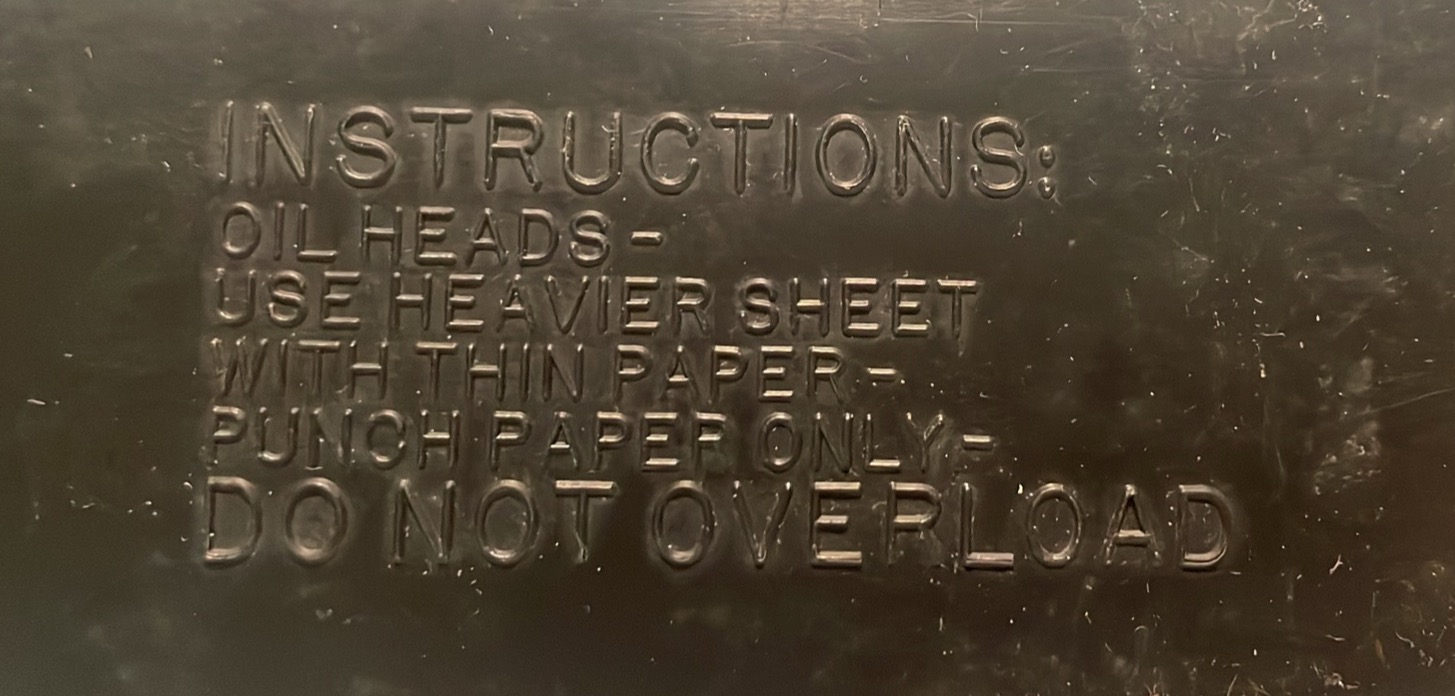 INSTRUCTIONS:
OIL HEADS -
USE HEAVIER SHEET
WITH THIN PAPER -
PUNCH PAPER ONLY -
DO NOT OVERLOAD